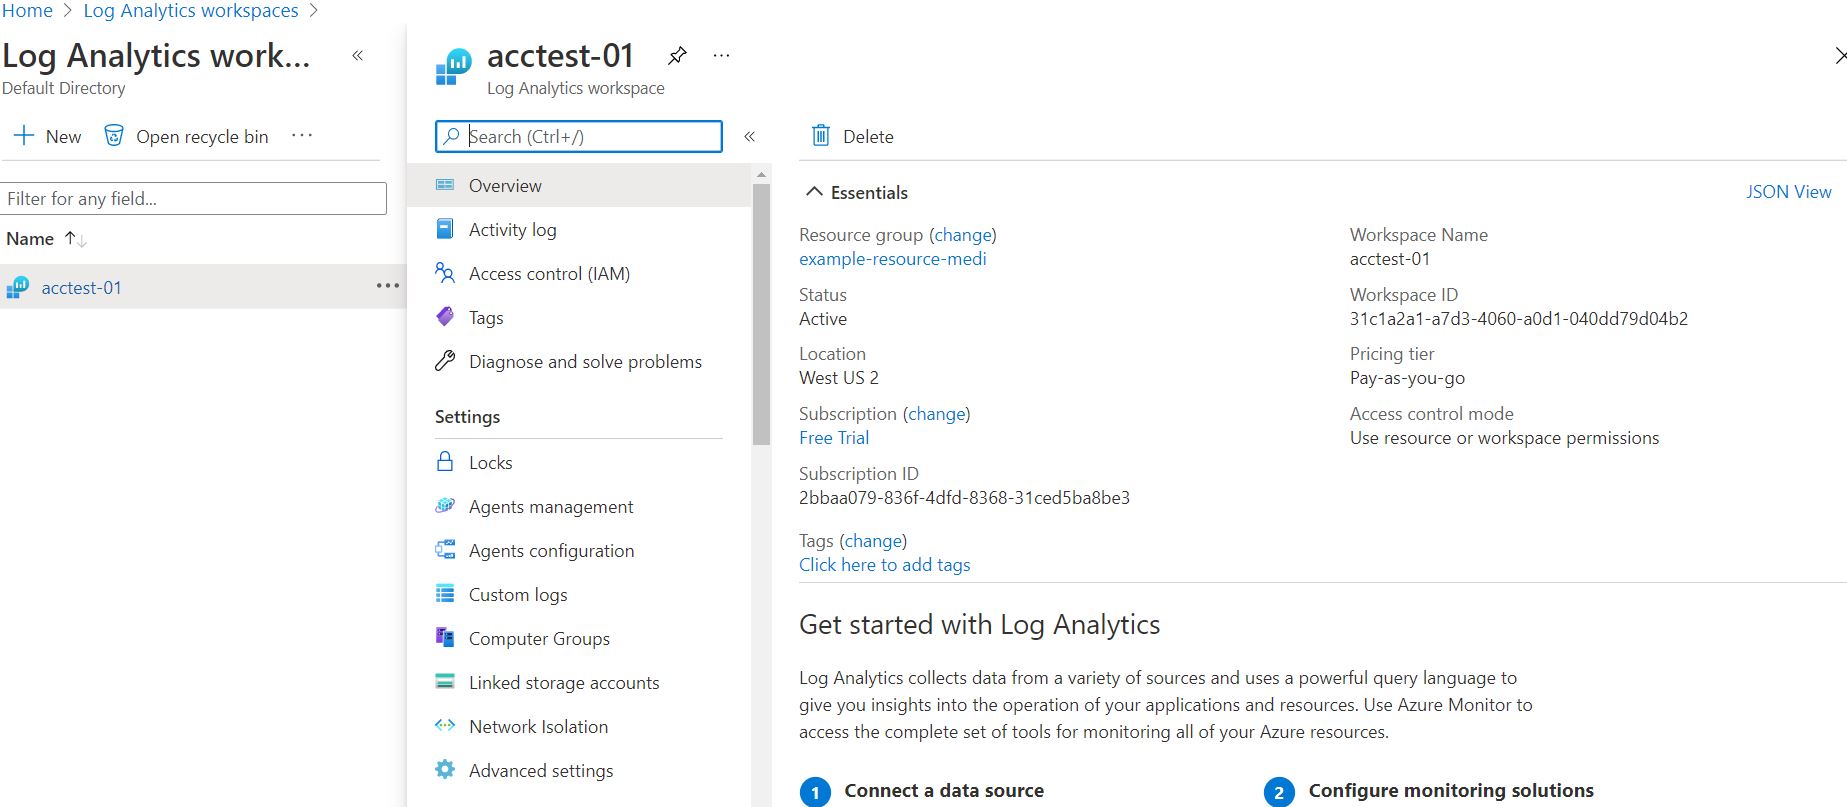 Home > Log Analytics workspaces >
Log Analytics work... «
Default Directory
New Open recycle bin ···
Filter for any field...
Name ↑↓
acctest-01 ···
acctest-01 ···
Log Analytics workspace
Search (Ctrl+/) «
Overview
Activity log
Access control (IAM)
Tags
Diagnose and solve problems
Settings
Locks
Agents management
Agents configuration
Custom logs
Computer Groups
Linked storage accounts
Network Isolation
Advanced settings
Delete
Essentials JSON View
Resource group (change)
example-resource-medi
Status
Active
Location
West US 2
Subscription (change)
Free Trial
Subscription ID
2bbaa079-836f-4dfd-8368-31ced5ba8be3
Tags (change)
Click here to add tags
Workspace Name
acctest-01
Workspace ID
31c1a2a1-a7d3-4060-a0d1-040dd79d04b2
Pricing tier
Pay-as-you-go
Access control mode
Use resource or workspace permissions
Get started with Log Analytics
Log Analytics collects data from a variety of sources and uses a powerful query language to
give you insights into the operation of your applications and resources. Use Azure Monitor to
access the complete set of tools for monitoring all of your Azure resources.
1 Connect a data source
2 Configure monitoring solutions